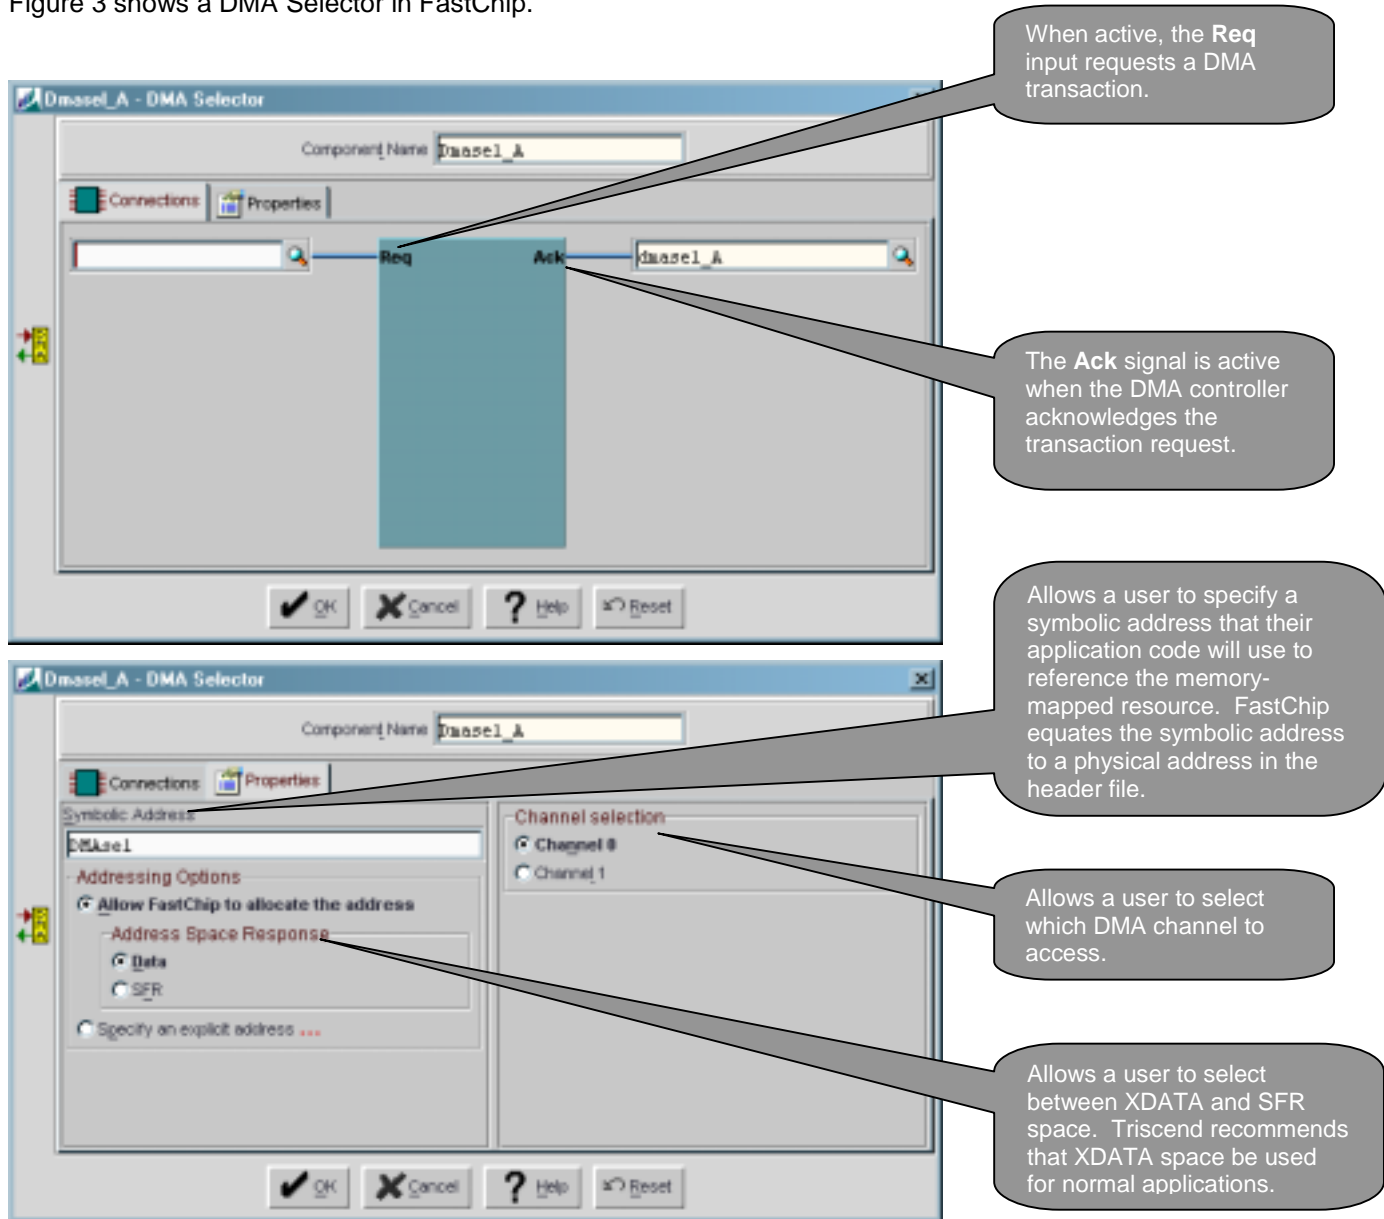 Figure 3 shows a DMA Selector in FastChip.
When active, the Req
input requests a DMA
transaction.
Dmasel_A - DMA Selector
Component Name Dmasel_A
Connections Properties
Req Ack dmasel_A
The Ack signal is active
when the DMA controller
acknowledges the
transaction request.
OK Cancel Help Reset
Allows a user to specify a
symbolic address that their
application code will use to
reference the memory-
mapped resource. FastChip
equates the symbolic address
to a physical address in the
header file.
Dmasel_A - DMA Selector
Component Name Dmasel_A
Connections Properties
Symbolic Address
DMAsel
Addressing Options
Allow FastChip to allocate the address
Address Space Response
Data
SFR
Specify an explicit address ...
Channel selection
Channel 0
Channel 1
Allows a user to select
which DMA channel to
access.
Allows a user to select
between XDATA and SFR
space. Triscend recommends
that XDATA space be used
for normal applications.
OK Cancel Help Reset